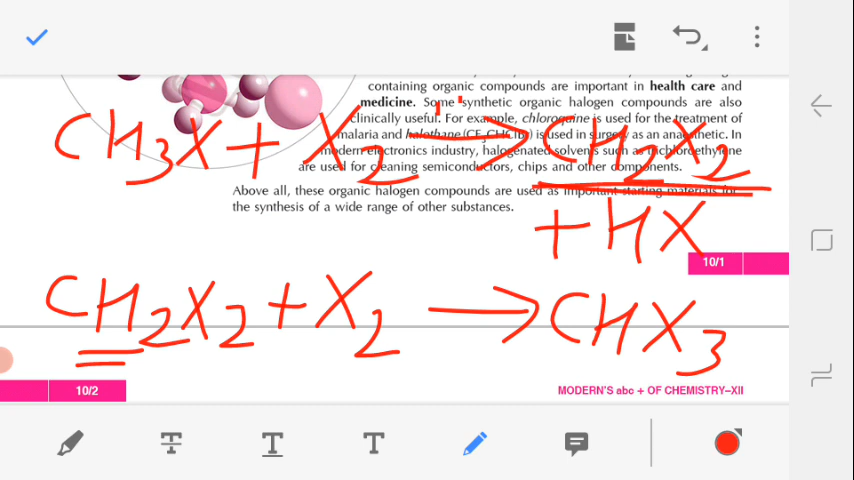 containing organic compounds are important in health care and
medicine. Some synthetic organic halogen compounds are also
clinically useful. For example, chloroquine is used for the treatment of
malaria and halothane (CF3CHClBr) is used in surgery as an anaesthetic. In
modern electronics industry, halogenated solvents such as trichloroethylene
are used for cleaning semiconductors, chips and other components.
Above all, these organic halogen compounds are used as important starting materials for
the synthesis of a wide range of other substances.
CH3X + X2 → CH2X2
+ HX
10/1
CH2X2 + X2 → CHX3
10/2
MODERN'S abc + OF CHEMISTRY–XII
T T T